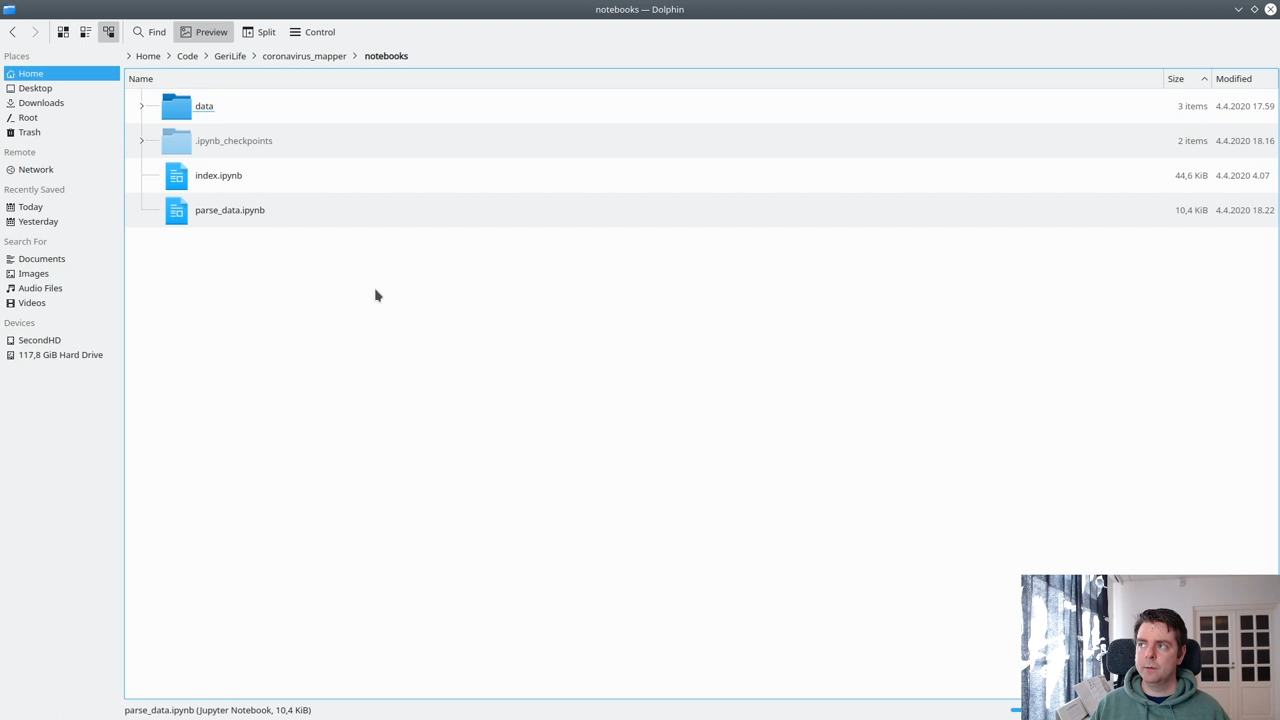 notebooks — Dolphin
Find Preview Split Control
Places
Home
Desktop
Downloads
Root
Trash
Remote
Network
Recently Saved
Today
Yesterday
Search For
Documents
Images
Audio Files
Videos
Devices
SecondHD
117,8 GiB Hard Drive
Home Code GeriLife coronavirus_mapper notebooks
Name Size Modified
data 3 items 4.4.2020 17.59
.ipynb_checkpoints 2 items 4.4.2020 18.16
index.ipynb 44,6 KiB 4.4.2020 4.07
parse_data.ipynb 10,4 KiB 4.4.2020 18.22
parse_data.ipynb (Jupyter Notebook, 10,4 KiB)